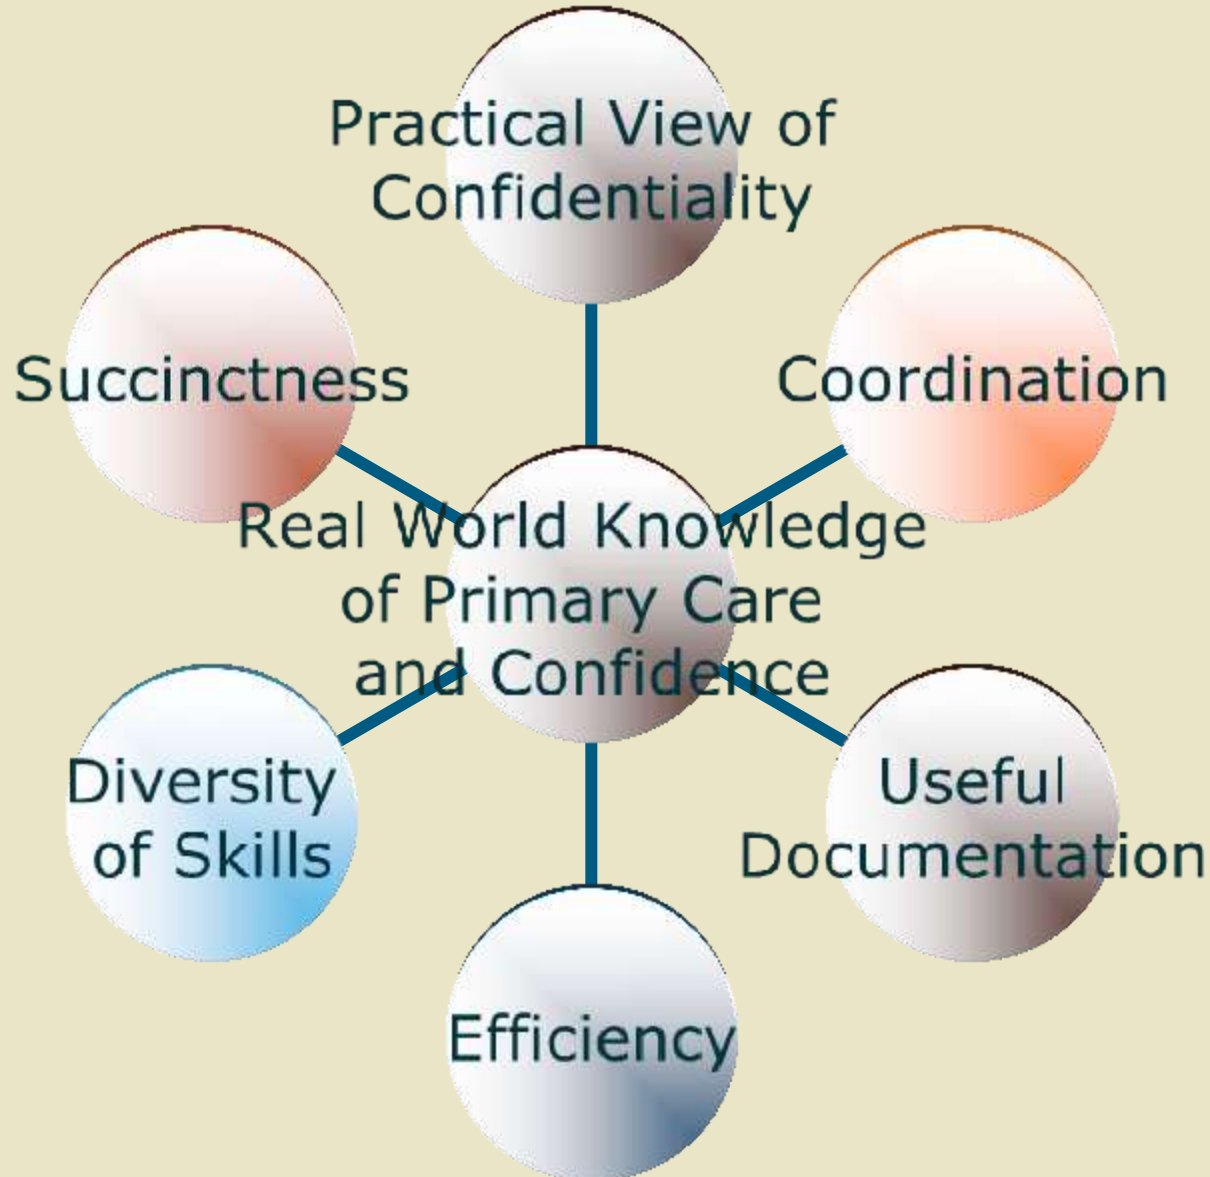 Practical View of
Confidentiality
Succinctness
Coordination
Real World Knowledge
of Primary Care
and Confidence
Diversity
of Skills
Useful
Documentation
Efficiency